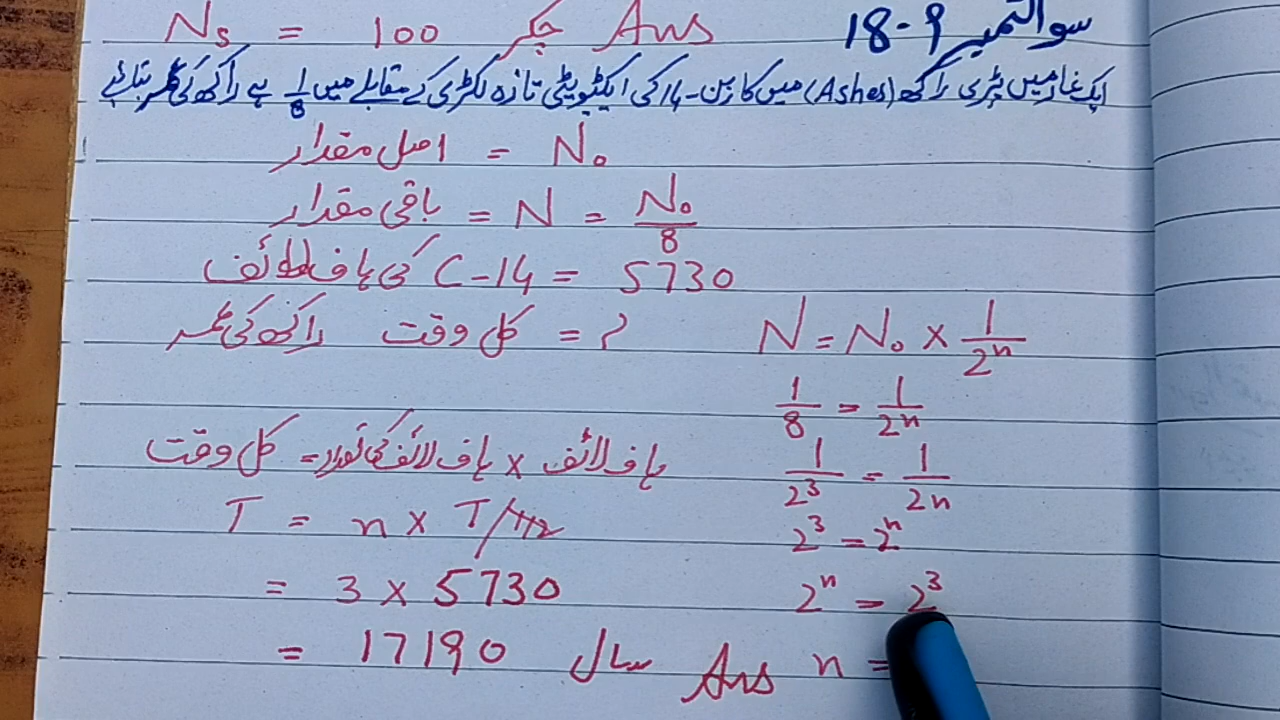 Ns = 100 چکر Ans
سوال نمبر 18-9
ایک غار میں پڑی راکھ (Ashes) میں کاربن-14 کی ایکٹویٹی تازہ لکڑی کے مقابلے میں 1/8 ہے راکھ کی عمر بتائیے
اصل مقدار = N₀
باقی مقدار = N = N₀/8
C-14 کی ہاف لائف = 5730
راکھ کی عمر کل وقت = ?
N = N₀ × 1/2ⁿ
1/8 = 1/2ⁿ
ہاف لائف × ہاف لائف کی تعداد = کل وقت
1/2³ = 1/2n
T = n × T/
2³ = 2ⁿ
= 3 × 5730
2ⁿ = 2³
= 17190 سال Ans
n =